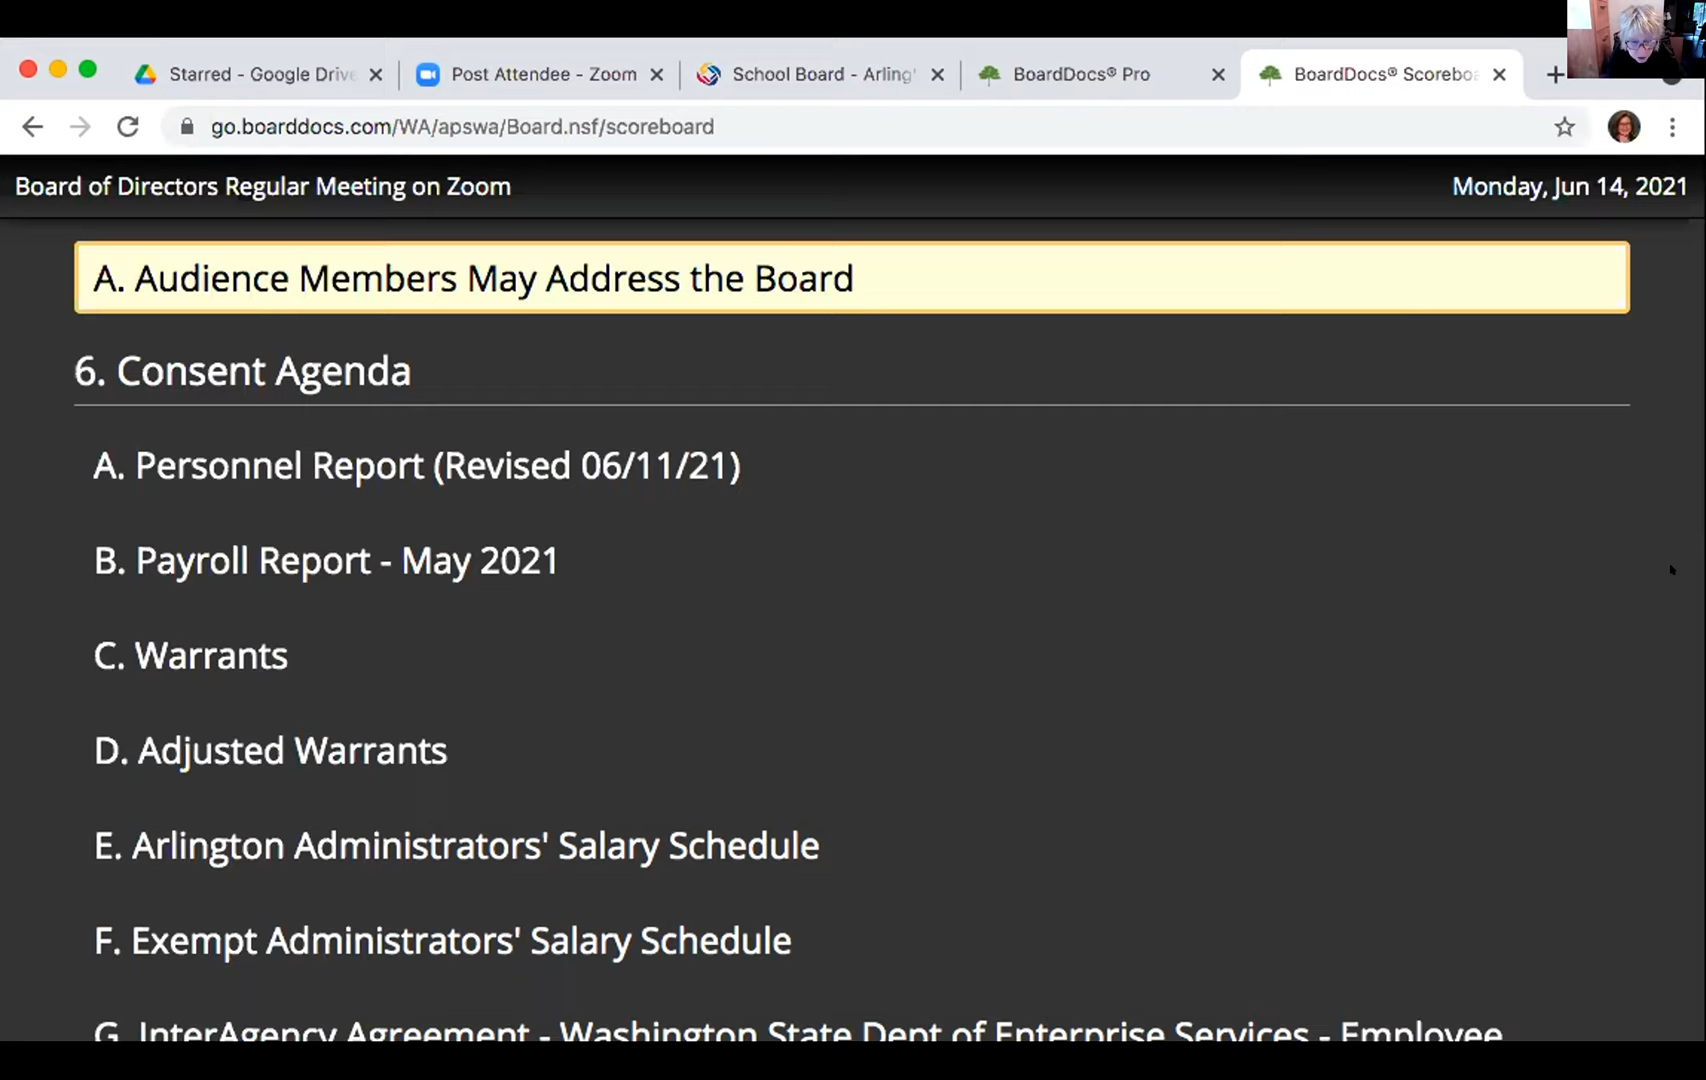 Starred - Google Drive
Post Attendee - Zoom
School Board - Arling
BoardDocs® Pro
BoardDocs® Scorebo
go.boarddocs.com/WA/apswa/Board.nsf/scoreboard
Board of Directors Regular Meeting on Zoom
Monday, Jun 14, 2021
A. Audience Members May Address the Board
6. Consent Agenda
A. Personnel Report (Revised 06/11/21)
B. Payroll Report - May 2021
C. Warrants
D. Adjusted Warrants
E. Arlington Administrators' Salary Schedule
F. Exempt Administrators' Salary Schedule
G. InterAgency Agreement - Washington State Dept of Enterprise Services - Employee